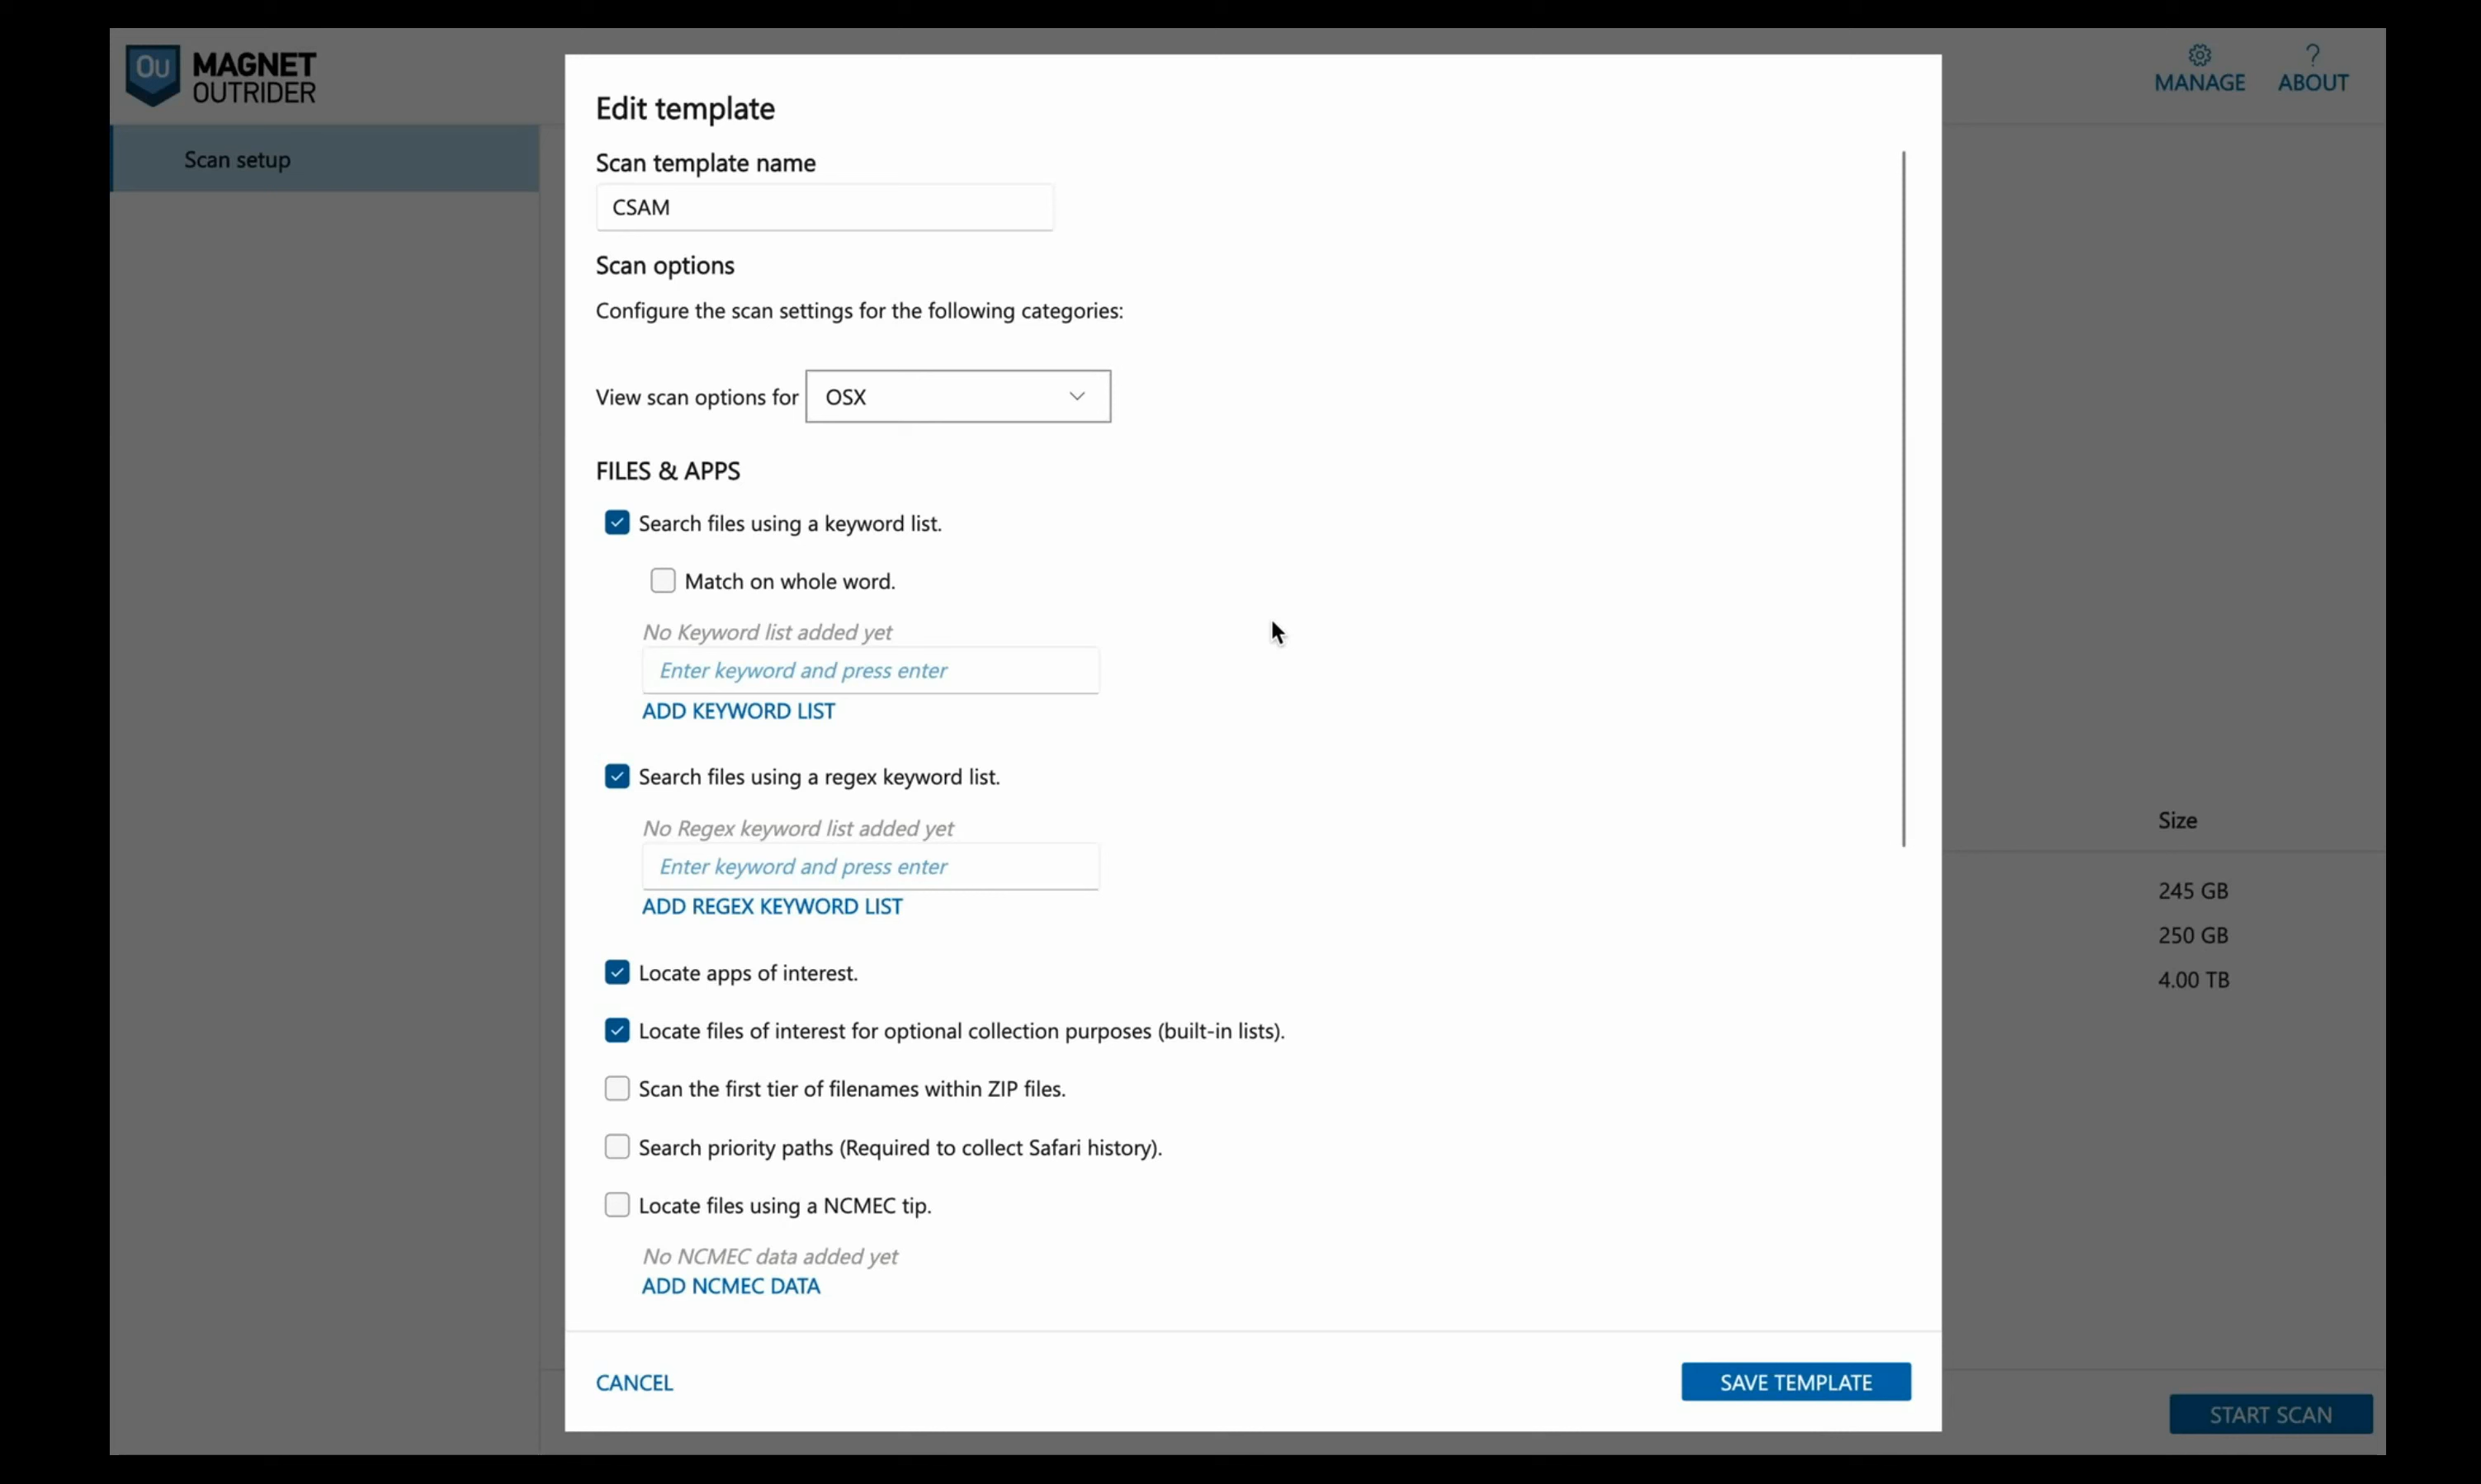 Ou MAGNET OUTRIDER
MANAGE
ABOUT
Scan setup
Edit template
Scan template name
CSAM
Scan options
Configure the scan settings for the following categories:
View scan options for OSX
FILES & APPS
Search files using a keyword list.
Match on whole word.
No Keyword list added yet
Enter keyword and press enter
ADD KEYWORD LIST
Search files using a regex keyword list.
No Regex keyword list added yet
Enter keyword and press enter
ADD REGEX KEYWORD LIST
Locate apps of interest.
Locate files of interest for optional collection purposes (built-in lists).
Scan the first tier of filenames within ZIP files.
Search priority paths (Required to collect Safari history).
Locate files using a NCMEC tip.
No NCMEC data added yet
ADD NCMEC DATA
CANCEL
SAVE TEMPLATE
Size
245 GB
250 GB
4.00 TB
START SCAN